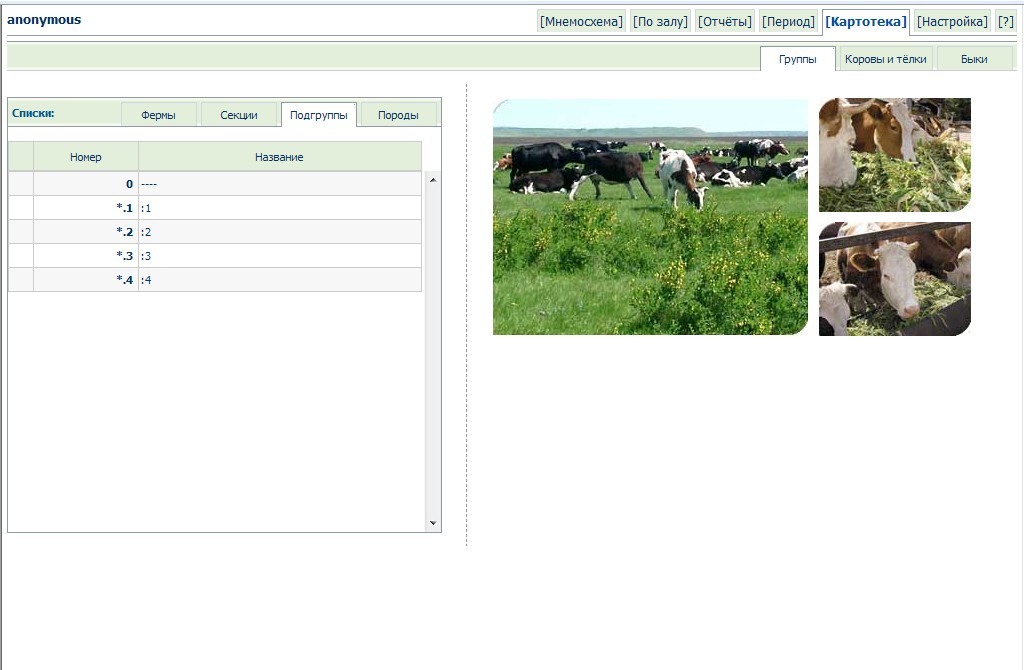 anonymous
[Мнемосхема] [По залу] [Отчёты] [Период] [Картотека] [Настройка] [?]
Группы Коровы и тёлки Быки
Списки: Фермы Секции Подгруппы Породы
Номер Название
0 ----
*.1 :1
*.2 :2
*.3 :3
*.4 :4